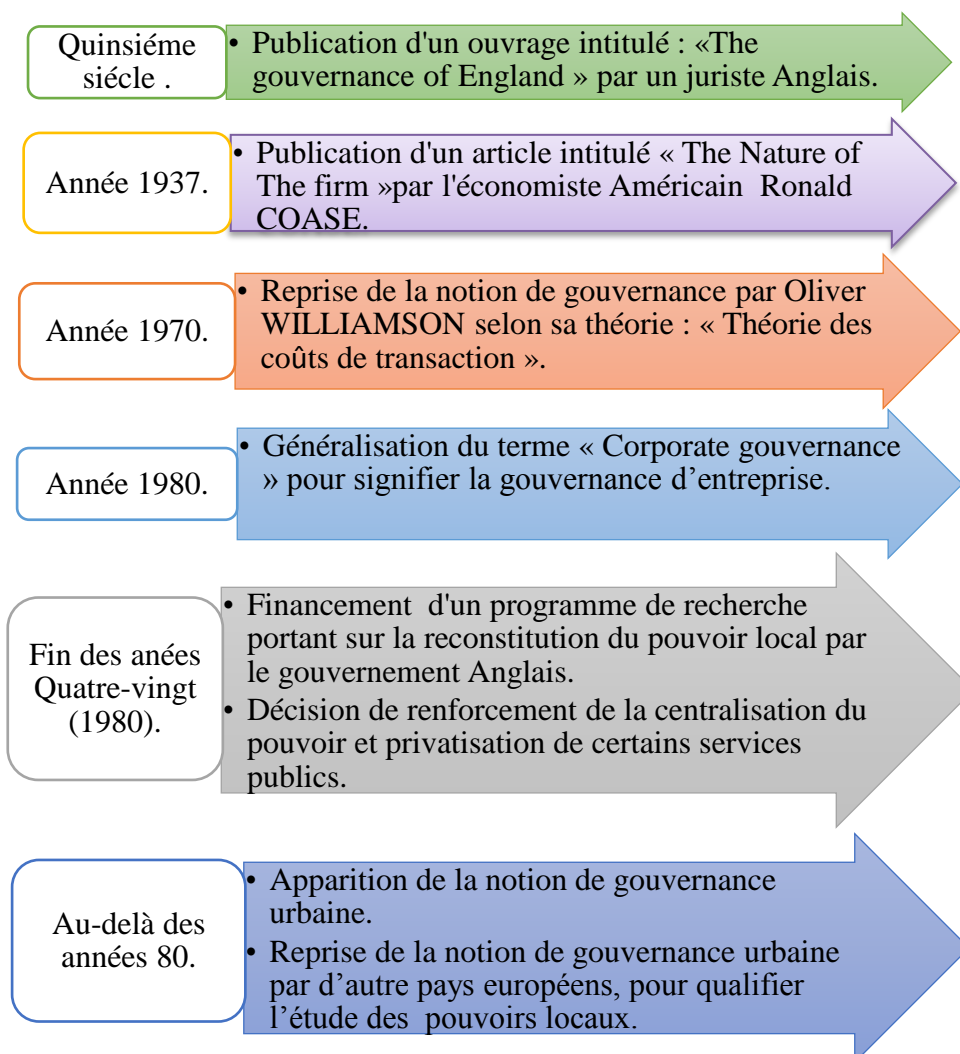 Quinsiéme
siécle .
• Publication d'un ouvrage intitulé : «The
gouvernance of England » par un juriste Anglais.
Année 1937.
• Publication d'un article intitulé « The Nature of
The firm »par l'économiste Américain Ronald
COASE.
Année 1970.
• Reprise de la notion de gouvernance par Oliver
WILLIAMSON selon sa théorie : « Théorie des
coûts de transaction ».
Année 1980.
• Généralisation du terme « Corporate gouvernance
» pour signifier la gouvernance d’entreprise.
Fin des anées
Quatre-vingt
(1980).
• Financement d'un programme de recherche
portant sur la reconstitution du pouvoir local par
le gouvernement Anglais.
• Décision de renforcement de la centralisation du
pouvoir et privatisation de certains services
publics.
Au-delà des
années 80.
• Apparition de la notion de gouvernance
urbaine.
• Reprise de la notion de gouvernance urbaine
par d’autre pays européens, pour qualifier
l’étude des pouvoirs locaux.